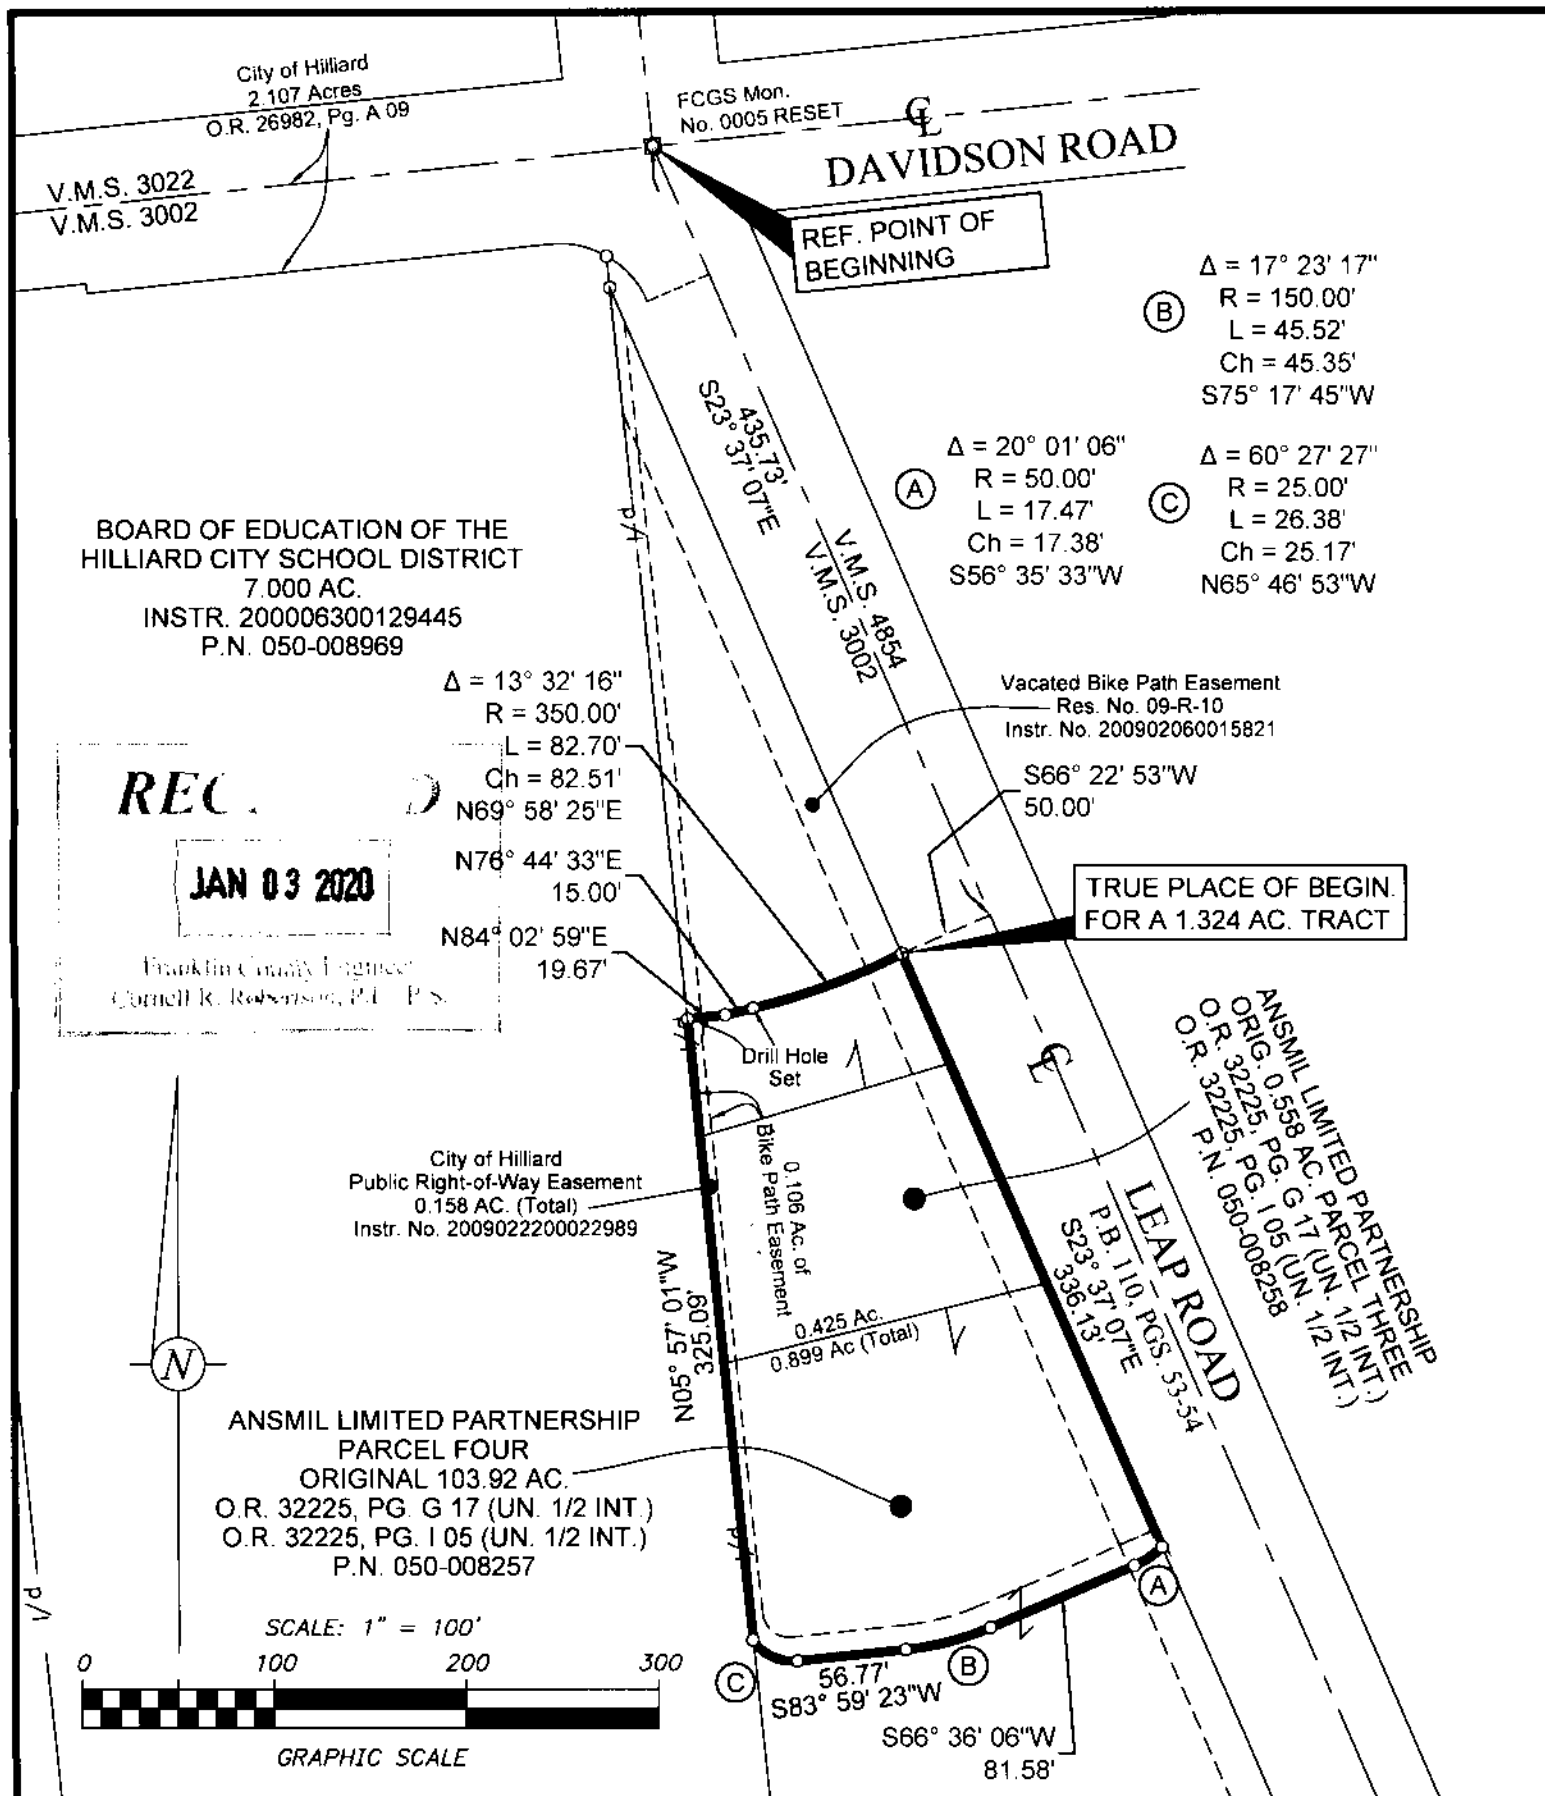 City of Hilliard
2.107 Acres
O.R. 26982, Pg. A 09
FCGS Mon.
No. 0005 RESET
CL
DAVIDSON ROAD
V.M.S. 3022
V.M.S. 3002
REF. POINT OF
BEGINNING
Δ = 17° 23' 17"
B
R = 150.00'
L = 45.52'
Ch = 45.35'
S75° 17' 45"W
435.73'
S23° 37' 07"E
Δ = 20° 01' 06"
A
R = 50.00'
L = 17.47'
Ch = 17.38'
S56° 35' 33"W
Δ = 60° 27' 27"
C
R = 25.00'
L = 26.38'
Ch = 25.17'
N65° 46' 53"W
BOARD OF EDUCATION OF THE
HILLIARD CITY SCHOOL DISTRICT
7.000 AC.
INSTR. 200006300129445
P.N. 050-008969
V.M.S. 4854
V.M.S. 3002
Δ = 13° 32' 16"
R = 350.00'
L = 82.70'
Ch = 82.51'
N69° 58' 25"E
Vacated Bike Path Easement
Res. No. 09-R-10
Instr. No. 200902060015821
S66° 22' 53"W
50.00'
JAN 03 2020
Franklin County Engineer
Cornell R. Robertson, P.E. P.S.
N76° 44' 33"E
15.00'
N84° 02' 59"E
19.67'
TRUE PLACE OF BEGIN.
FOR A 1.324 AC. TRACT
Drill Hole
Set
CL
ANSMIL LIMITED PARTNERSHIP
ORIG. 0.558 AC. PARCEL THREE
O.R. 32225, PG. G 17 (UN. 1/2 INT.)
O.R. 32225, PG. I 05 (UN. 1/2 INT.)
P.N. 050-008258
City of Hilliard
Public Right-of-Way Easement
0.158 AC. (Total)
Instr. No. 2009022200022989
0.106 Ac. of
Bike Path Easement
LEAP ROAD
P.B. 110, PGS. 53-54
S23° 37' 07"E
336.13'
N05° 57' 01"W
325.09'
0.425 Ac.
0.899 Ac (Total)
N
ANSMIL LIMITED PARTNERSHIP
PARCEL FOUR
ORIGINAL 103.92 AC.
O.R. 32225, PG. G 17 (UN. 1/2 INT.)
O.R. 32225, PG. I 05 (UN. 1/2 INT.)
P.N. 050-008257
A
B
C
56.77'
S83° 59' 23"W
S66° 36' 06"W
81.58'
SCALE: 1" = 100'
0 100 200 300
GRAPHIC SCALE